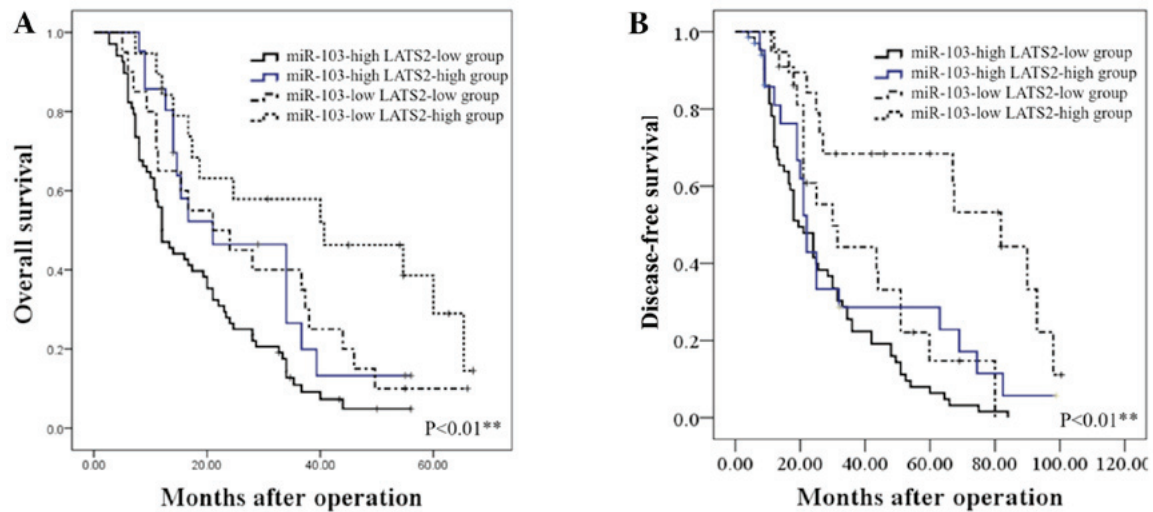 A
Overall survival
1.0
0.8
0.6
0.4
0.2
0.0
miR-103-high LATS2-low group
miR-103-high LATS2-high group
miR-103-low LATS2-low group
miR-103-low LATS2-high group
P<0.01**
0.00 20.00 40.00 60.00
Months after operation
B
Disease-free survival
1.0
0.8
0.6
0.4
0.2
0.0
miR-103-high LATS2-low group
miR-103-high LATS2-high group
miR-103-low LATS2-low group
miR-103-low LATS2-high group
P<0.01**
0.00 20.00 40.00 60.00 80.00 100.00 120.00
Months after operation